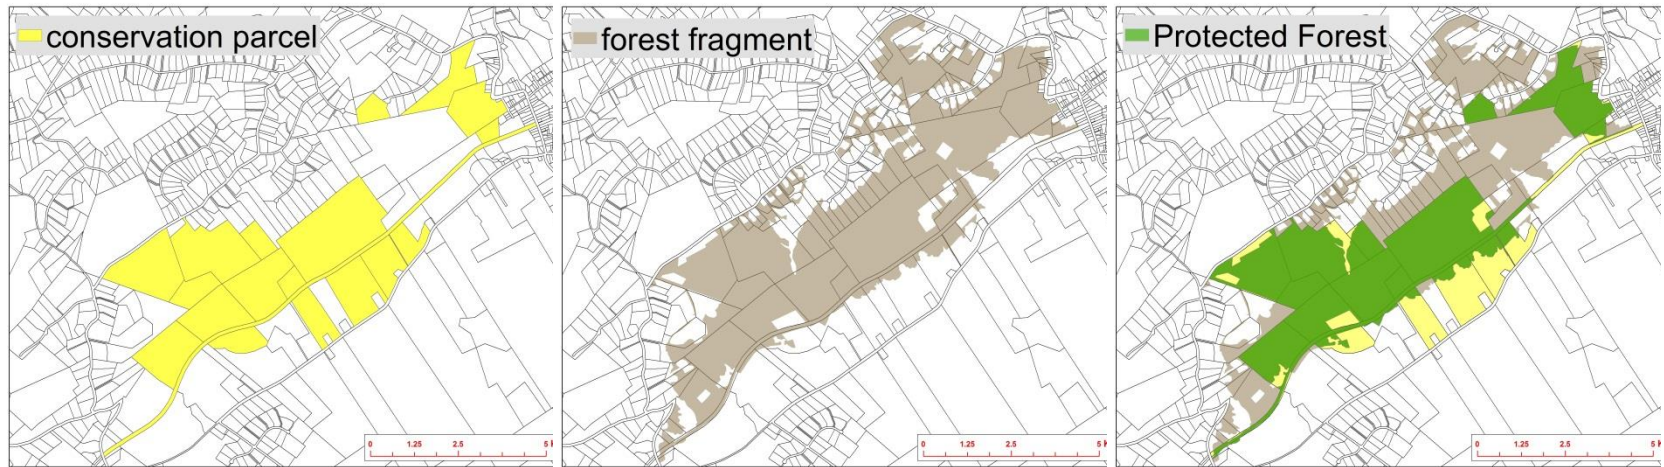 conservation parcel
forest fragment
Protected Forest
0 1.25 2.5 5 K
0 1.25 2.5 5 K
0 1.25 2.5 5 K